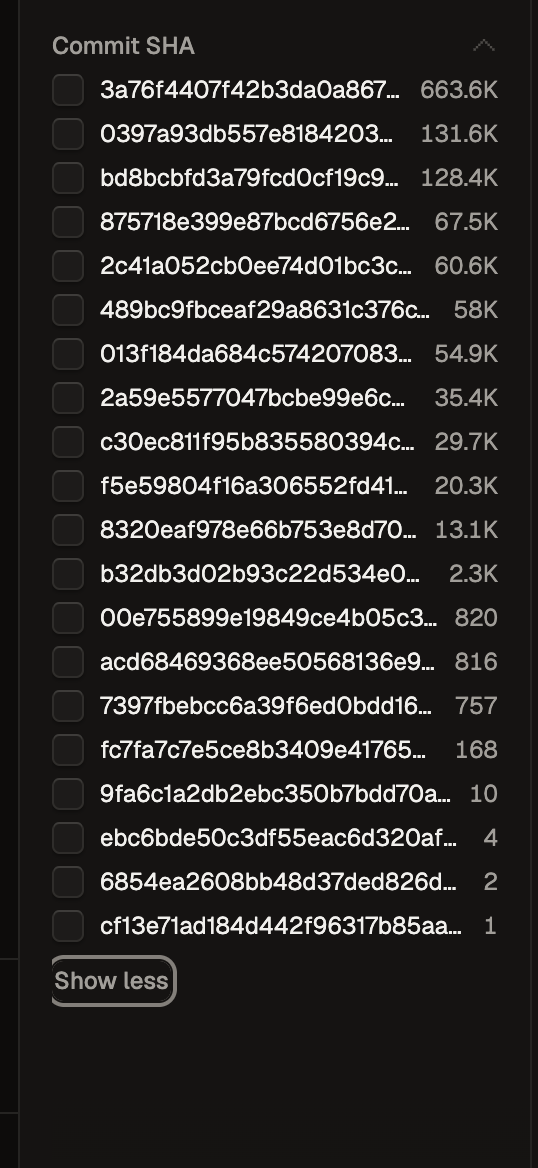 Commit SHA
3a76f4407f42b3da0a867... 663.6K
0397a93db557e8184203... 131.6K
bd8bcbfd3a79fcd0cf19c9... 128.4K
875718e399e87bcd6756e2... 67.5K
2c41a052cb0ee74d01bc3c... 60.6K
489bc9fbceaf29a8631c376c... 58K
013f184da684c574207083... 54.9K
2a59e5577047bcbe99e6c... 35.4K
c30ec811f95b835580394c... 29.7K
f5e59804f16a306552fd41... 20.3K
8320eaf978e66b753e8d70... 13.1K
b32db3d02b93c22d534e0... 2.3K
00e755899e19849ce4b05c3... 820
acd68469368ee50568136e9... 816
7397fbebcc6a39f6ed0bdd16... 757
fc7fa7c7e5ce8b3409e41765... 168
9fa6c1a2db2ebc350b7bdd70a... 10
ebc6bde50c3df55eac6d320af... 4
6854ea2608bb48d37ded826d... 2
cf13e71ad184d442f96317b85aa... 1
Show less